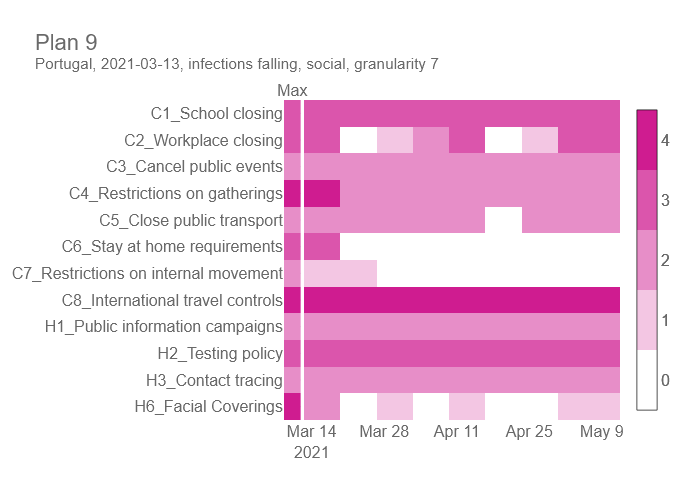 Plan 9
Portugal, 2021-03-13, infections falling, social, granularity 7
Max
C1_School closing
C2_Workplace closing
C3_Cancel public events
C4_Restrictions on gatherings
C5_Close public transport
C6_Stay at home requirements
C7_Restrictions on internal movement
C8_International travel controls
H1_Public information campaigns
H2_Testing policy
H3_Contact tracing
H6_Facial Coverings
4
3
2
1
0
Mar 14 Mar 28 Apr 11 Apr 25 May 9
2021